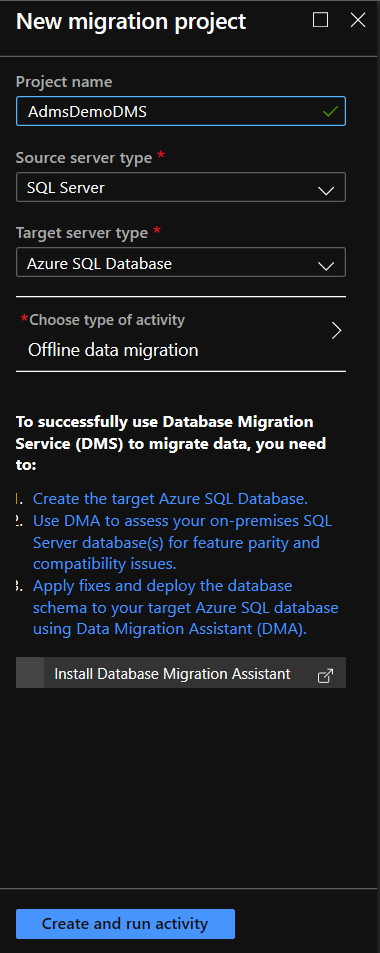 New migration project
Project name
AdmsDemoDMS
Source server type *
SQL Server
Target server type *
Azure SQL Database
*Choose type of activity
Offline data migration
To successfully use Database Migration
Service (DMS) to migrate data, you need
to:
1. Create the target Azure SQL Database.
2. Use DMA to assess your on-premises SQL
Server database(s) for feature parity and
compatibility issues.
3. Apply fixes and deploy the database
schema to your target Azure SQL database
using Data Migration Assistant (DMA).
Install Database Migration Assistant
Create and run activity